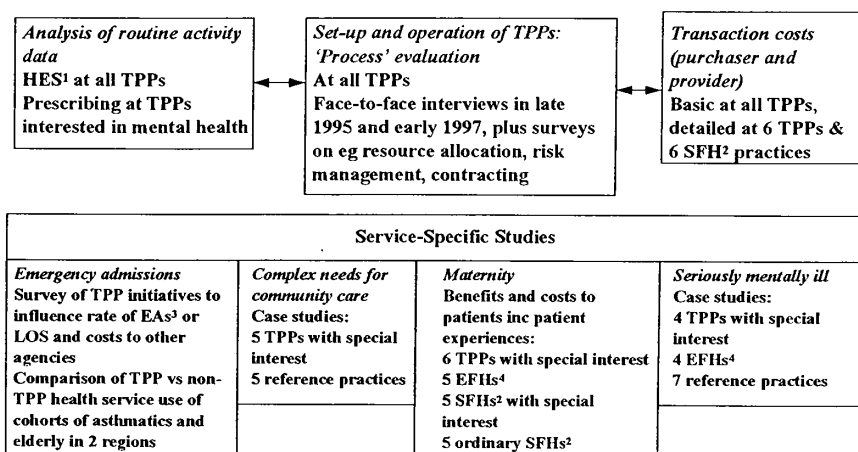 Analysis of routine activity
data
HES¹ at all TPPs
Prescribing at TPPs
interested in mental health
Set-up and operation of TPPs:
‘Process’ evaluation
At all TPPs
Face-to-face interviews in late
1995 and early 1997, plus surveys
on eg resource allocation, risk
management, contracting
Transaction costs
(purchaser and
provider)
Basic at all TPPs,
detailed at 6 TPPs &
6 SFH² practices
Service-Specific Studies
Emergency admissions
Survey of TPP initiatives to
influence rate of EAs³ or
LOS and costs to other
agencies
Comparison of TPP vs non-
TPP health service use of
cohorts of asthmatics and
elderly in 2 regions
Complex needs for
community care
Case studies:
5 TPPs with special
interest
5 reference practices
Maternity
Benefits and costs to
patients inc patient
experiences:
6 TPPs with special interest
5 EFHs⁴
5 SFHs² with special
interest
5 ordinary SFHs²
Seriously mentally ill
Case studies:
4 TPPs with special
interest
4 EFHs⁴
7 reference practices